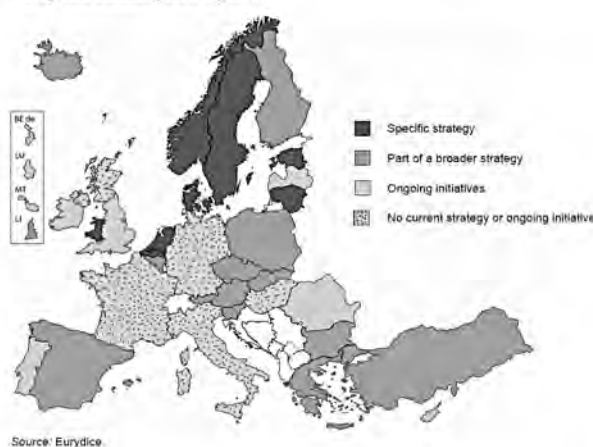 BE de
LU
MT
LI
Specific strategy
Part of a broader strategy
Ongoing initiatives
No current strategy or ongoing initiative
Source: Eurydice.